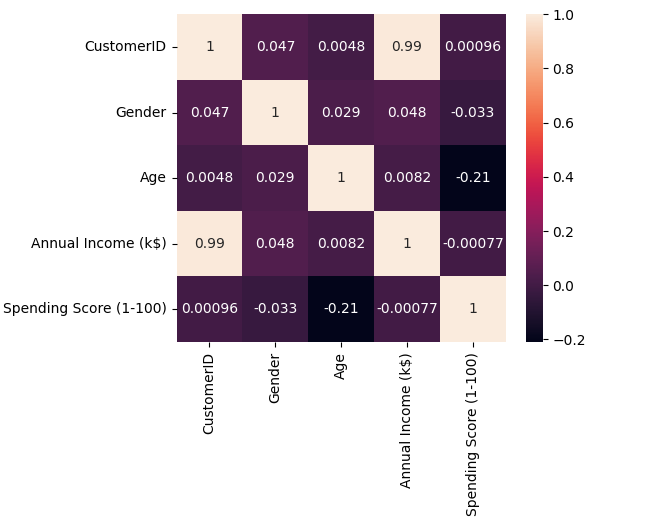 CustomerID 1 0.047 0.0048 0.99 0.00096
Gender 0.047 1 0.029 0.048 -0.033
Age 0.0048 0.029 1 0.0082 -0.21
Annual Income (k$) 0.99 0.048 0.0082 1 -0.00077
Spending Score (1-100) 0.00096 -0.033 -0.21 -0.00077 1
CustomerID
Gender
Age
Annual Income (k$)
Spending Score (1-100)
1.0
0.8
0.6
0.4
0.2
0.0
−0.2